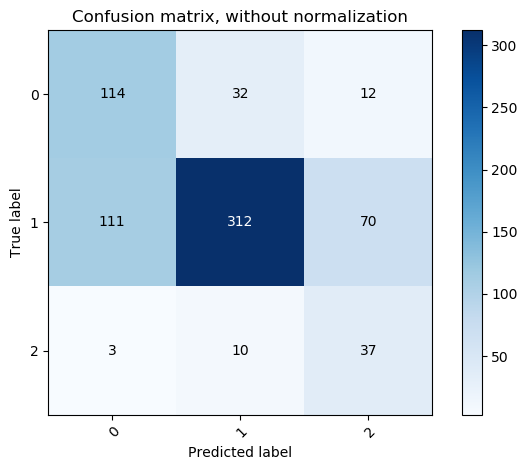 Confusion matrix, without normalization
0 114 32 12
1 111 312 70
2 3 10 37
0 1 2
True label
Predicted label
300
250
200
150
100
50